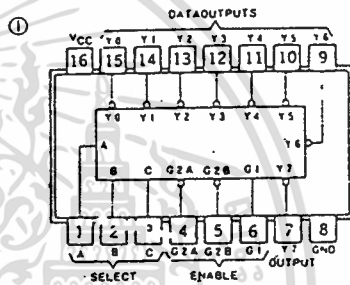 ①
DATA OUTPUTS
VCC Y0 Y1 Y2 Y3 Y4 Y5 Y6
16 15 14 13 12 11 10 9
Y0 Y1 Y2 Y3 Y4 Y5
A Y6
B C G2A G2B G1 Y7
1 2 3 4 5 6 7 8
A B C G2A G2B G1 Y7 GND
SELECT ENABLE OUTPUT